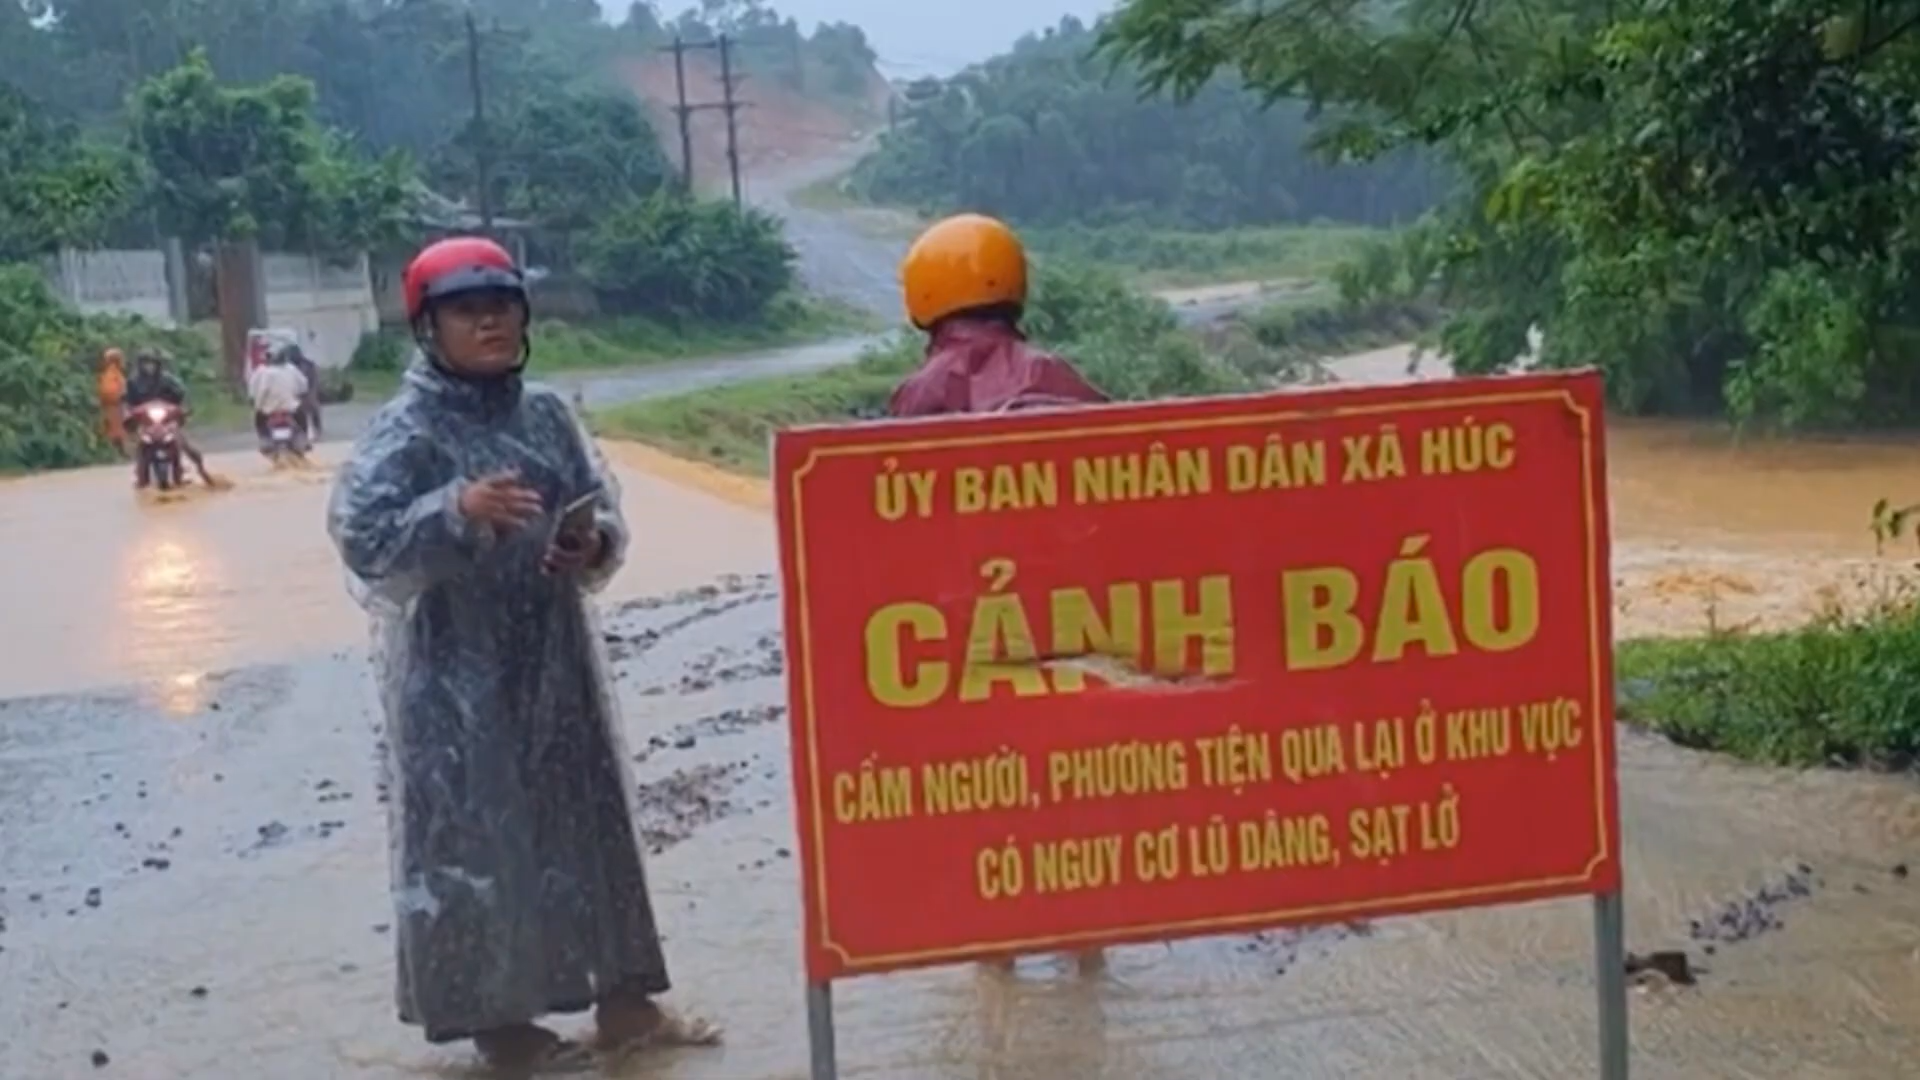 ỦY BAN NHÂN DÂN XÃ HÚC
CẢNH BÁO
CẤM NGƯỜI, PHƯƠNG TIỆN QUA LẠI Ở KHU VỰC
CÓ NGUY CƠ LŨ DÂNG, SẠT LỞ